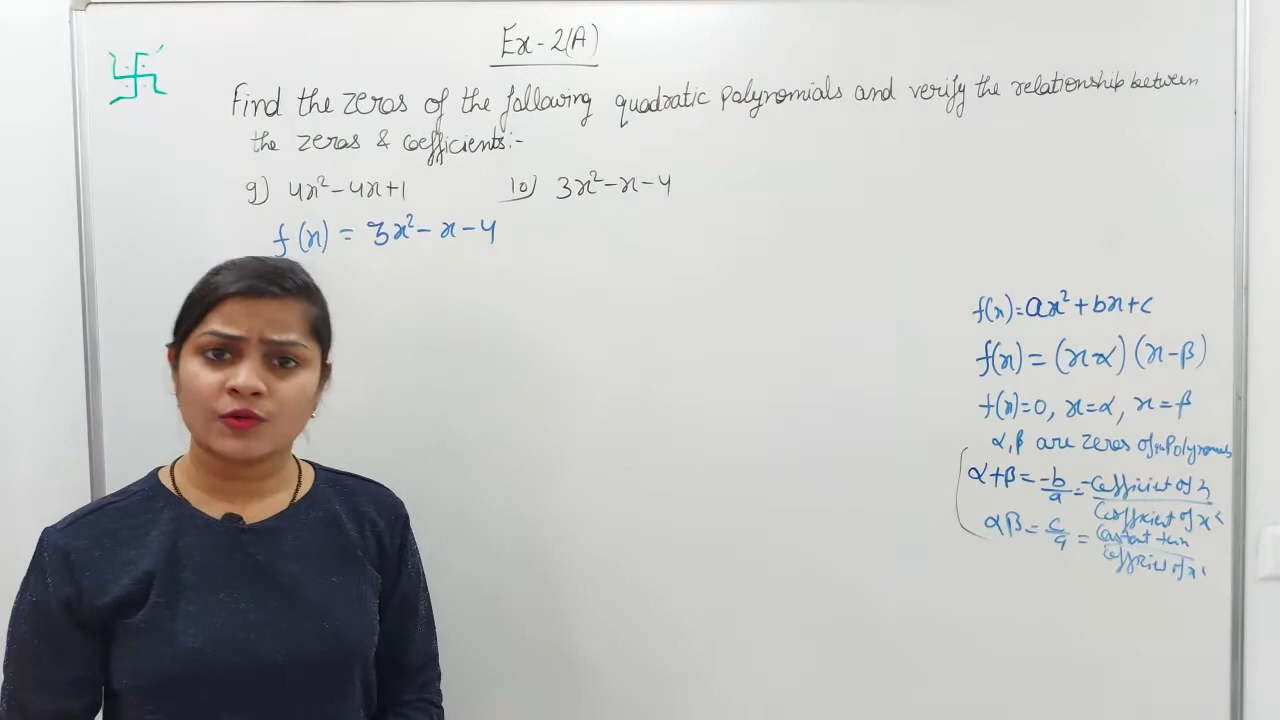 Ex-2(A)
Find the zeros of the following quadratic polynomials and verify the relationship between
the zeros & coefficients:-
9) 4x²-4x+1 10) 3x²-x-4
f(x) = 3x²-x-4
f(x)=ax²+bx+c
f(x) = (x-α) (x-β)
f(x)=0, x=α, x=β
α,β are zeros of Polynomials
α+β = -b/a = -Coefficient of x / Coefficient of x²
αβ = c/a = Constant term / Coefficient of x²